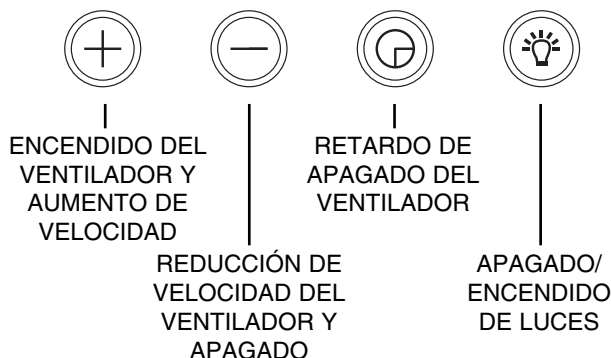 ENCENDIDO DEL
VENTILADOR Y
AUMENTO DE
VELOCIDAD
REDUCCIÓN DE
VELOCIDAD DEL
VENTILADOR Y
APAGADO
RETARDO DE
APAGADO DEL
VENTILADOR
APAGADO/
ENCENDIDO
DE LUCES